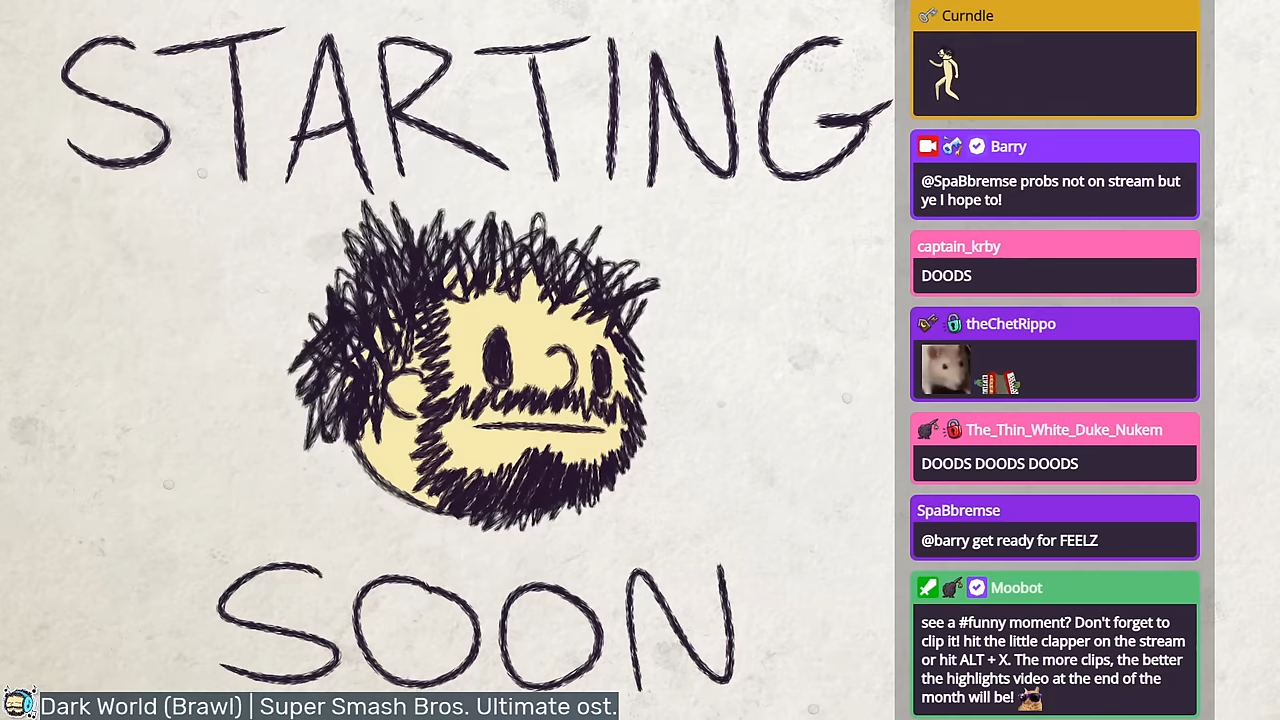 STARTING
SOON
Dark World (Brawl) | Super Smash Bros. Ultimate ost.
Curndle
Barry
@SpaBbremse probs not on stream but
ye I hope to!
captain_krby
DOODS
theChetRippo
The_Thin_White_Duke_Nukem
DOODS DOODS DOODS
SpaBbremse
@barry get ready for FEELZ
Moobot
see a #funny moment? Don't forget to
clip it! hit the little clapper on the stream
or hit ALT + X. The more clips, the better
the highlights video at the end of the
month will be!